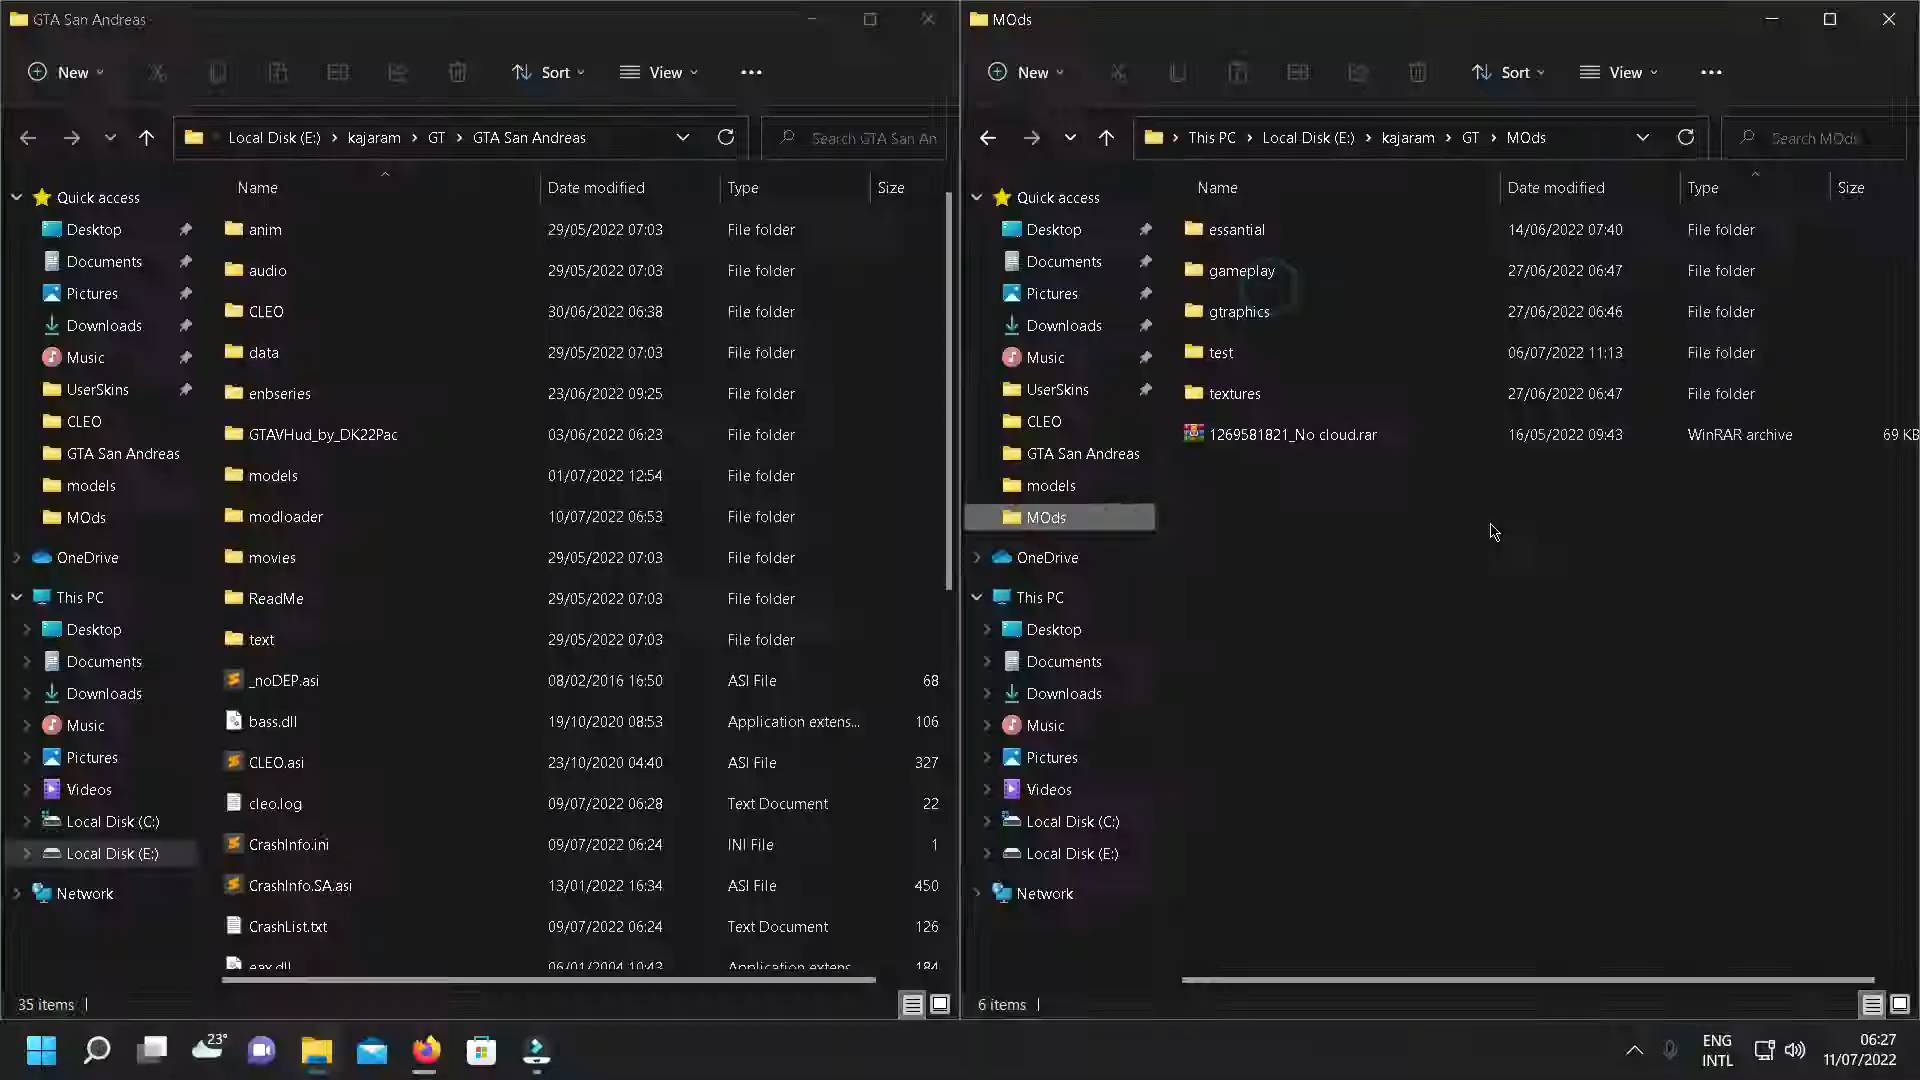 GTA San Andreas
New
Sort
View
Local Disk (E:) > kajaram > GT > GTA San Andreas
Search GTA San An
Name Date modified Type Size
Quick access
Desktop
Documents
Pictures
Downloads
Music
UserSkins
CLEO
GTA San Andreas
models
MOds
OneDrive
This PC
Desktop
Documents
Downloads
Music
Pictures
Videos
Local Disk (C:)
Local Disk (E:)
Network
anim 29/05/2022 07:03 File folder
audio 29/05/2022 07:03 File folder
CLEO 30/06/2022 06:38 File folder
data 29/05/2022 07:03 File folder
enbseries 23/06/2022 09:25 File folder
GTAVHud_by_DK22Pac 03/06/2022 06:23 File folder
models 01/07/2022 12:54 File folder
modloader 10/07/2022 06:53 File folder
movies 29/05/2022 07:03 File folder
ReadMe 29/05/2022 07:03 File folder
text 29/05/2022 07:03 File folder
_noDEP.asi 08/02/2016 16:50 ASI File 68
bass.dll 19/10/2020 08:53 Application extens... 106
CLEO.asi 23/10/2020 04:40 ASI File 327
cleo.log 09/07/2022 06:28 Text Document 22
CrashInfo.ini 09/07/2022 06:24 INI File 1
CrashInfo.SA.asi 13/01/2022 16:34 ASI File 450
CrashList.txt 09/07/2022 06:24 Text Document 126
eax.dll 06/01/2004 10:43 Application extens 184
35 items
MOds
New
Sort
View
This PC > Local Disk (E:) > kajaram > GT > MOds
Search MOds
Name Date modified Type Size
Quick access
Desktop
Documents
Pictures
Downloads
Music
UserSkins
CLEO
GTA San Andreas
models
MOds
OneDrive
This PC
Desktop
Documents
Downloads
Music
Pictures
Videos
Local Disk (C:)
Local Disk (E:)
Network
essantial 14/06/2022 07:40 File folder
gameplay 27/06/2022 06:47 File folder
gtraphics 27/06/2022 06:46 File folder
test 06/07/2022 11:13 File folder
textures 27/06/2022 06:47 File folder
1269581821_No cloud.rar 16/05/2022 09:43 WinRAR archive 69 KB
6 items
23°
ENG
INTL
06:27
11/07/2022